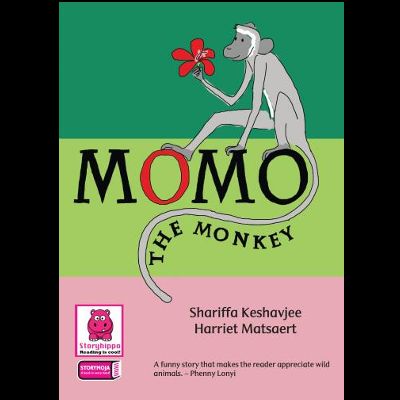 MOMO
THE MONKEY
Shariffa Keshavjee
Harriet Matsaert
Storyhippo
Reading is cool!
STORYMOJA
A funny story that makes the reader appreciate wild
animals. – Phenny Lonyi